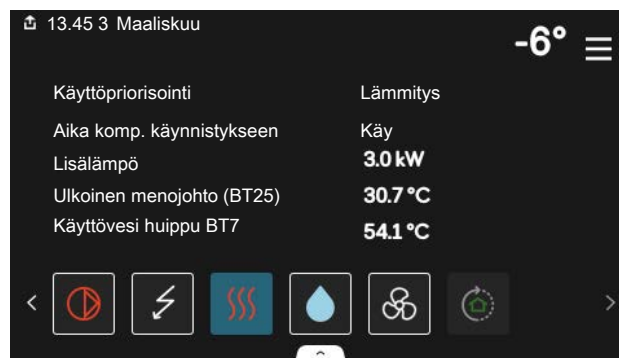 13.45 3 Maaliskuu
-6°
Käyttöpriorisointi Lämmitys
Aika komp. käynnistykseen Käy
Lisälämpö 3.0 kW
Ulkoinen menojohto (BT25) 30.7 °C
Käyttövesi huippu BT7 54.1 °C